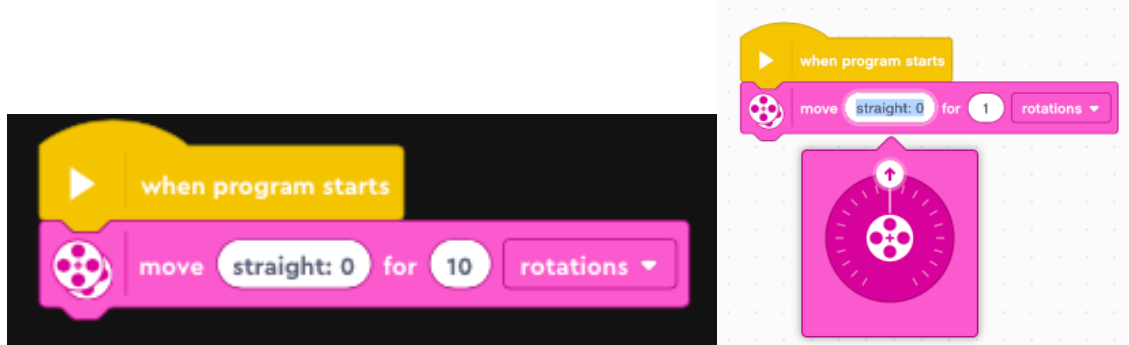 when program starts
move straight: 0 for 10 rotations
when program starts
move straight: 0 for 1 rotations